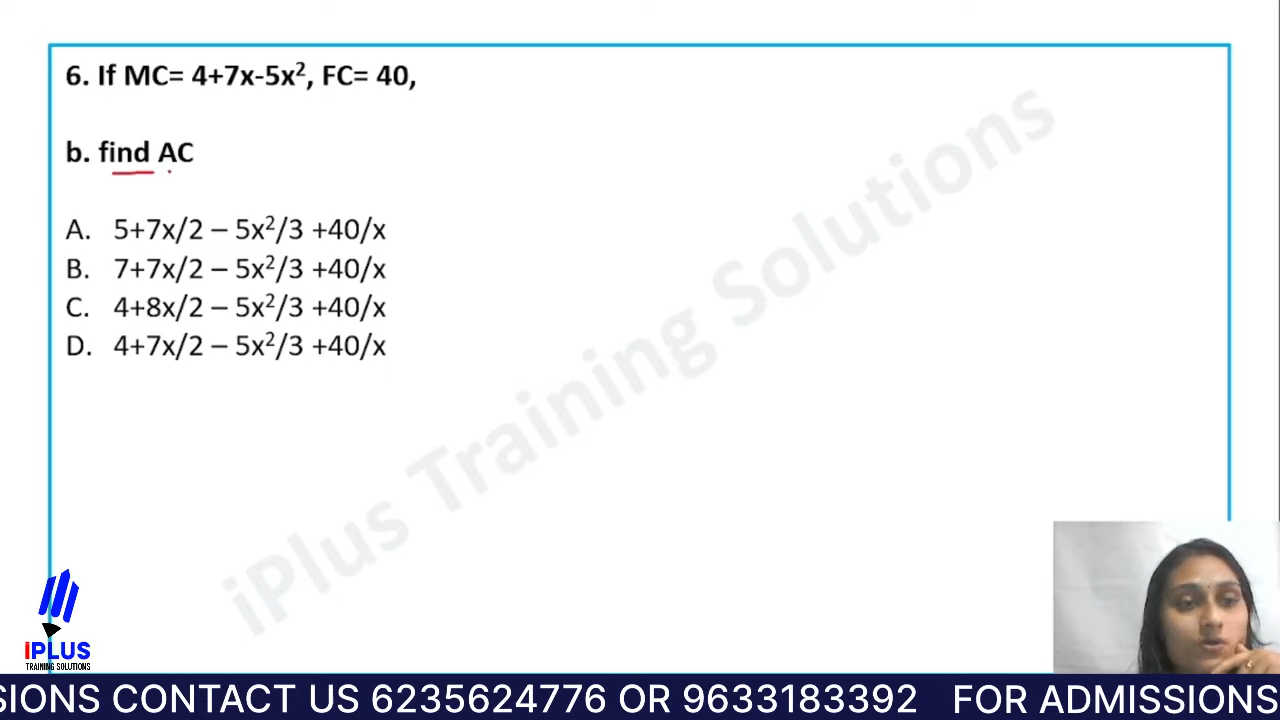 6. If MC= 4+7x-5x², FC= 40,
b. find AC
A. 5+7x/2 – 5x²/3 +40/x
B. 7+7x/2 – 5x²/3 +40/x
C. 4+8x/2 – 5x²/3 +40/x
D. 4+7x/2 – 5x²/3 +40/x
iPlus Training Solutions
iPLUS
TRAINING SOLUTIONS
SIONS CONTACT US 6235624776 OR 9633183392 FOR ADMISSIONS